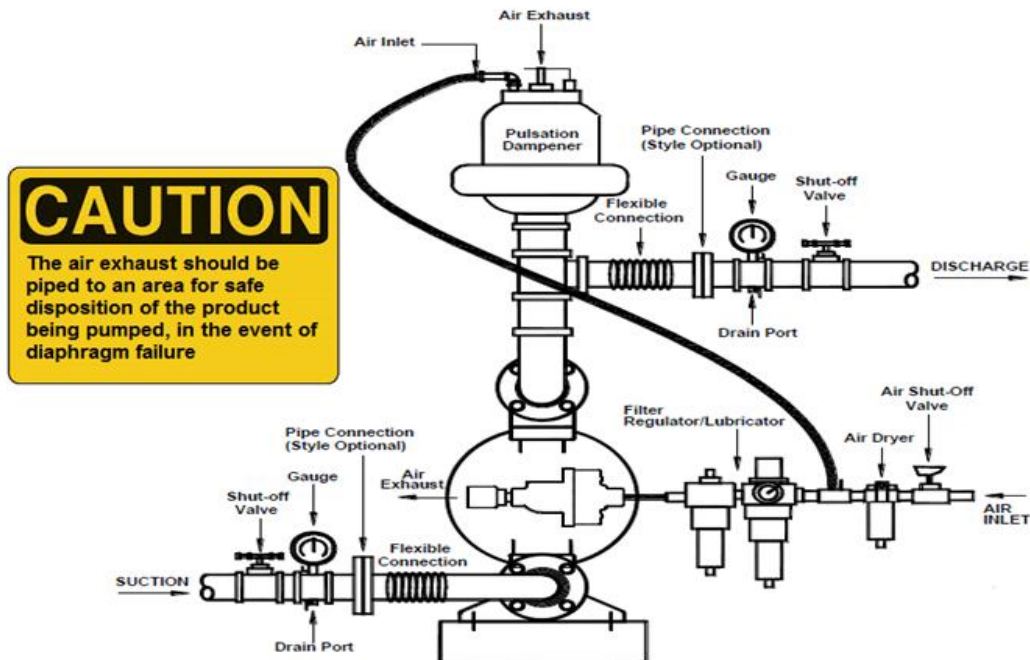 Air Exhaust
Air Inlet
Pulsation
Dampener
Pipe Connection
(Style Optional)
Gauge
Shut-off
Valve
Flexible
Connection
DISCHARGE
Drain Port
CAUTION
The air exhaust should be
piped to an area for safe
disposition of the product
being pumped, in the event of
diaphragm failure
Air Shut-Off
Valve
Filter
Regulator/Lubricator
Air Dryer
Pipe Connection
(Style Optional)
Air
Exhaust
Gauge
Shut-off
Valve
AIR
INLET
Flexible
Connection
SUCTION
Drain Port